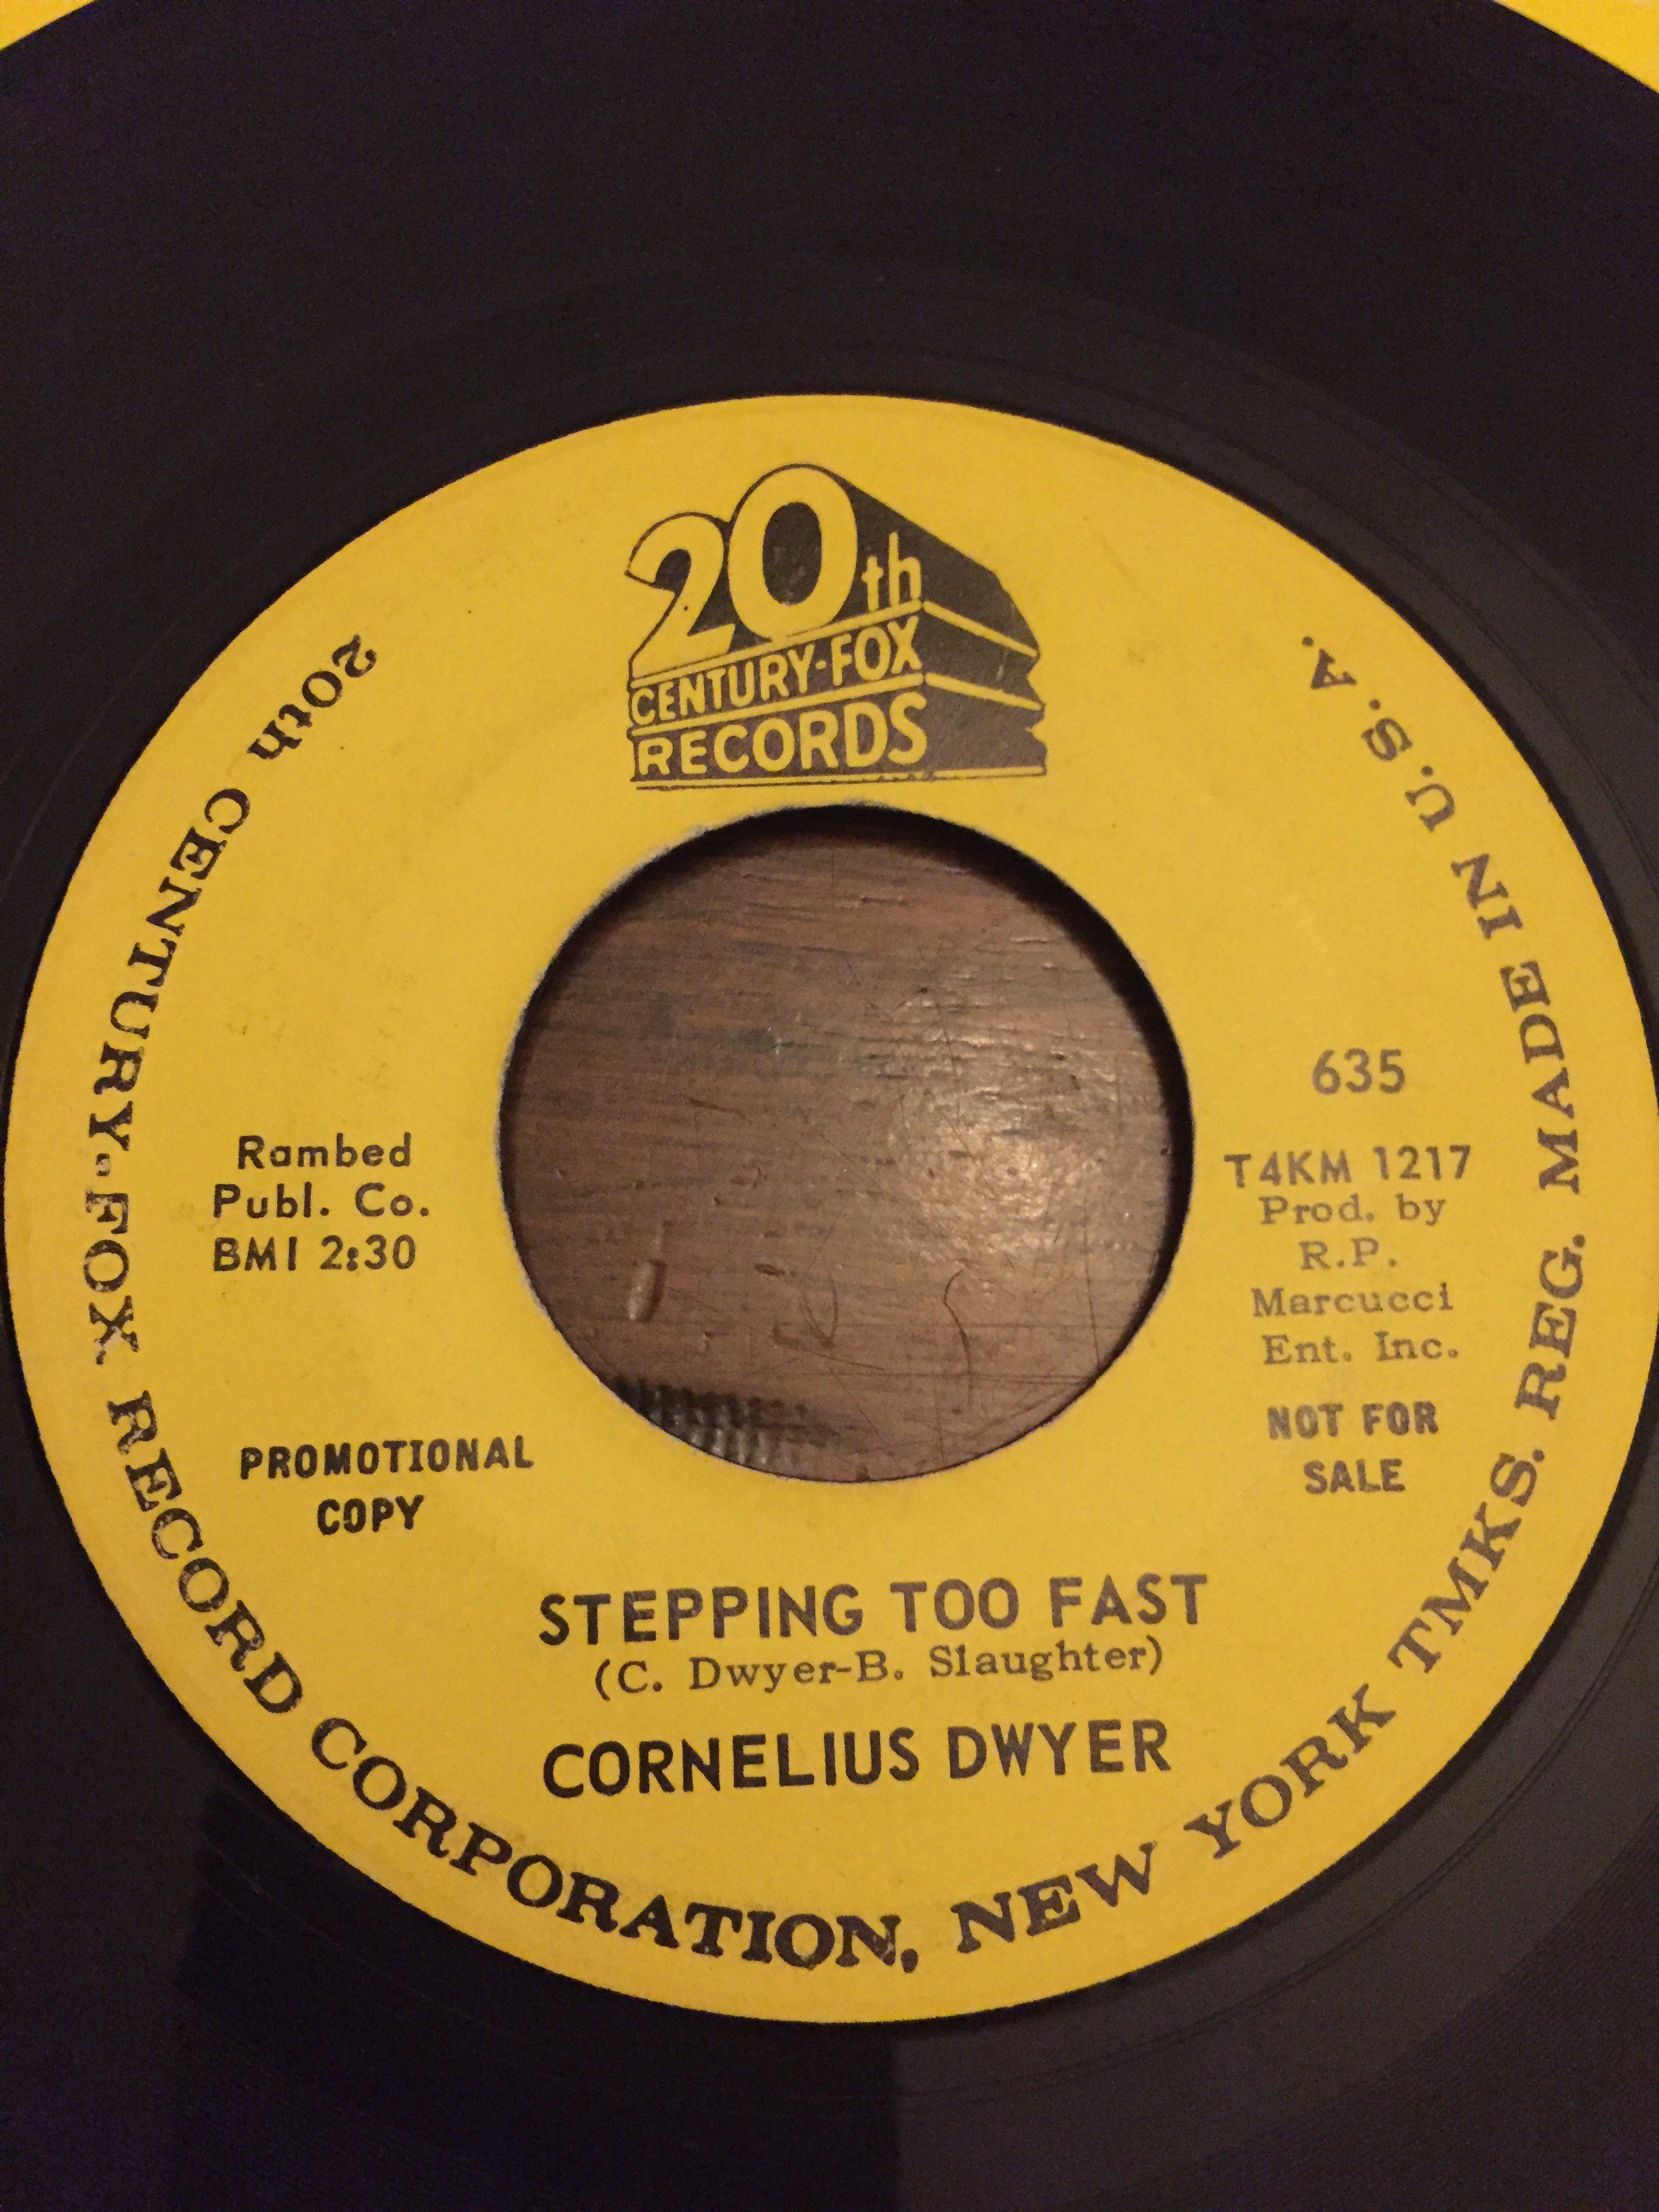 20th
CENTURY-FOX
RECORDS
635
T4KM 1217
Prod. by
R.P.
Marcucci
Ent. Inc.
NOT FOR
SALE
Rambed
Publ. Co.
BMI 2:30
PROMOTIONAL
COPY
STEPPING TOO FAST
(C. Dwyer-B. Slaughter)
CORNELIUS DWYER
20th CENTURY-FOX RECORD CORPORATION, NEW YORK TMKS. REG. MADE IN U.S.A.